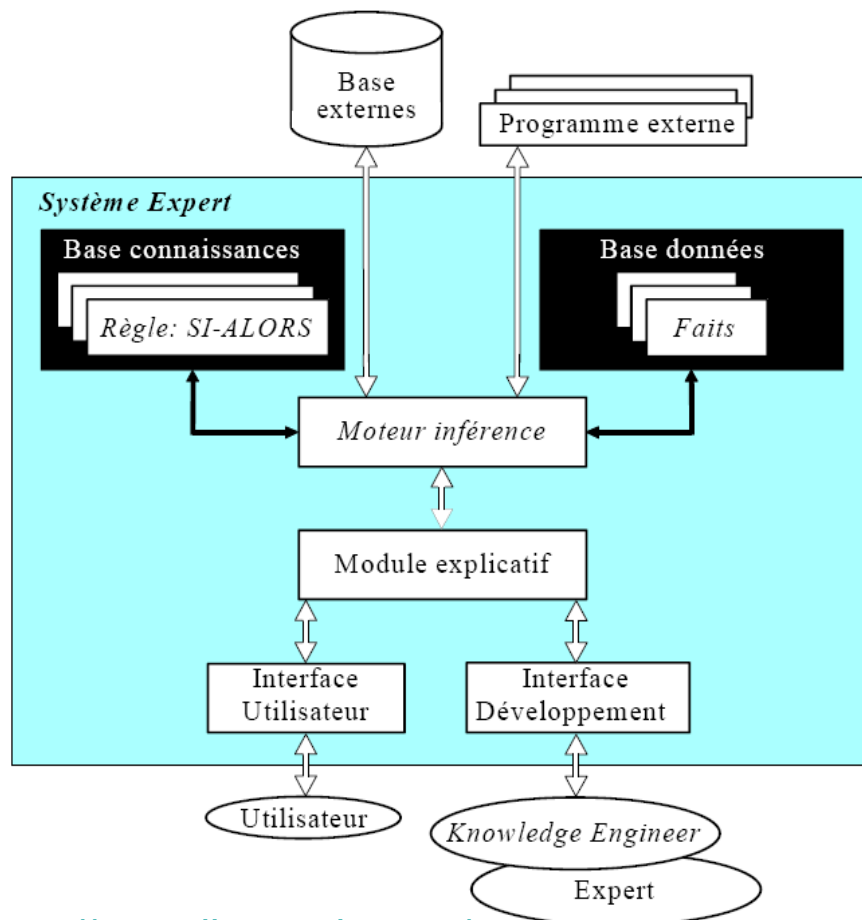 Base
externes
Programme externe
Système Expert
Base connaissances
Règle: SI-ALORS
Base données
Faits
Moteur inférence
Module explicatif
Interface
Utilisateur
Interface
Développement
Utilisateur
Knowledge Engineer
Expert